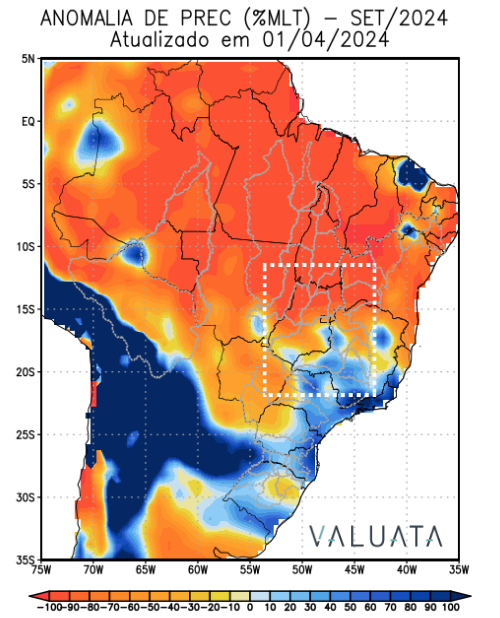 ANOMALIA DE PREC (%MLT) – SET/2024
Atualizado em 01/04/2024
5N
EQ
5S
10S
15S
20S
25S
30S
35S
VALUATA
75W 70W 65W 60W 55W 50W 45W 40W 35W
-100 -90 -80 -70 -60 -50 -40 -30 -20 -10 0 10 20 30 40 50 60 70 80 90 100